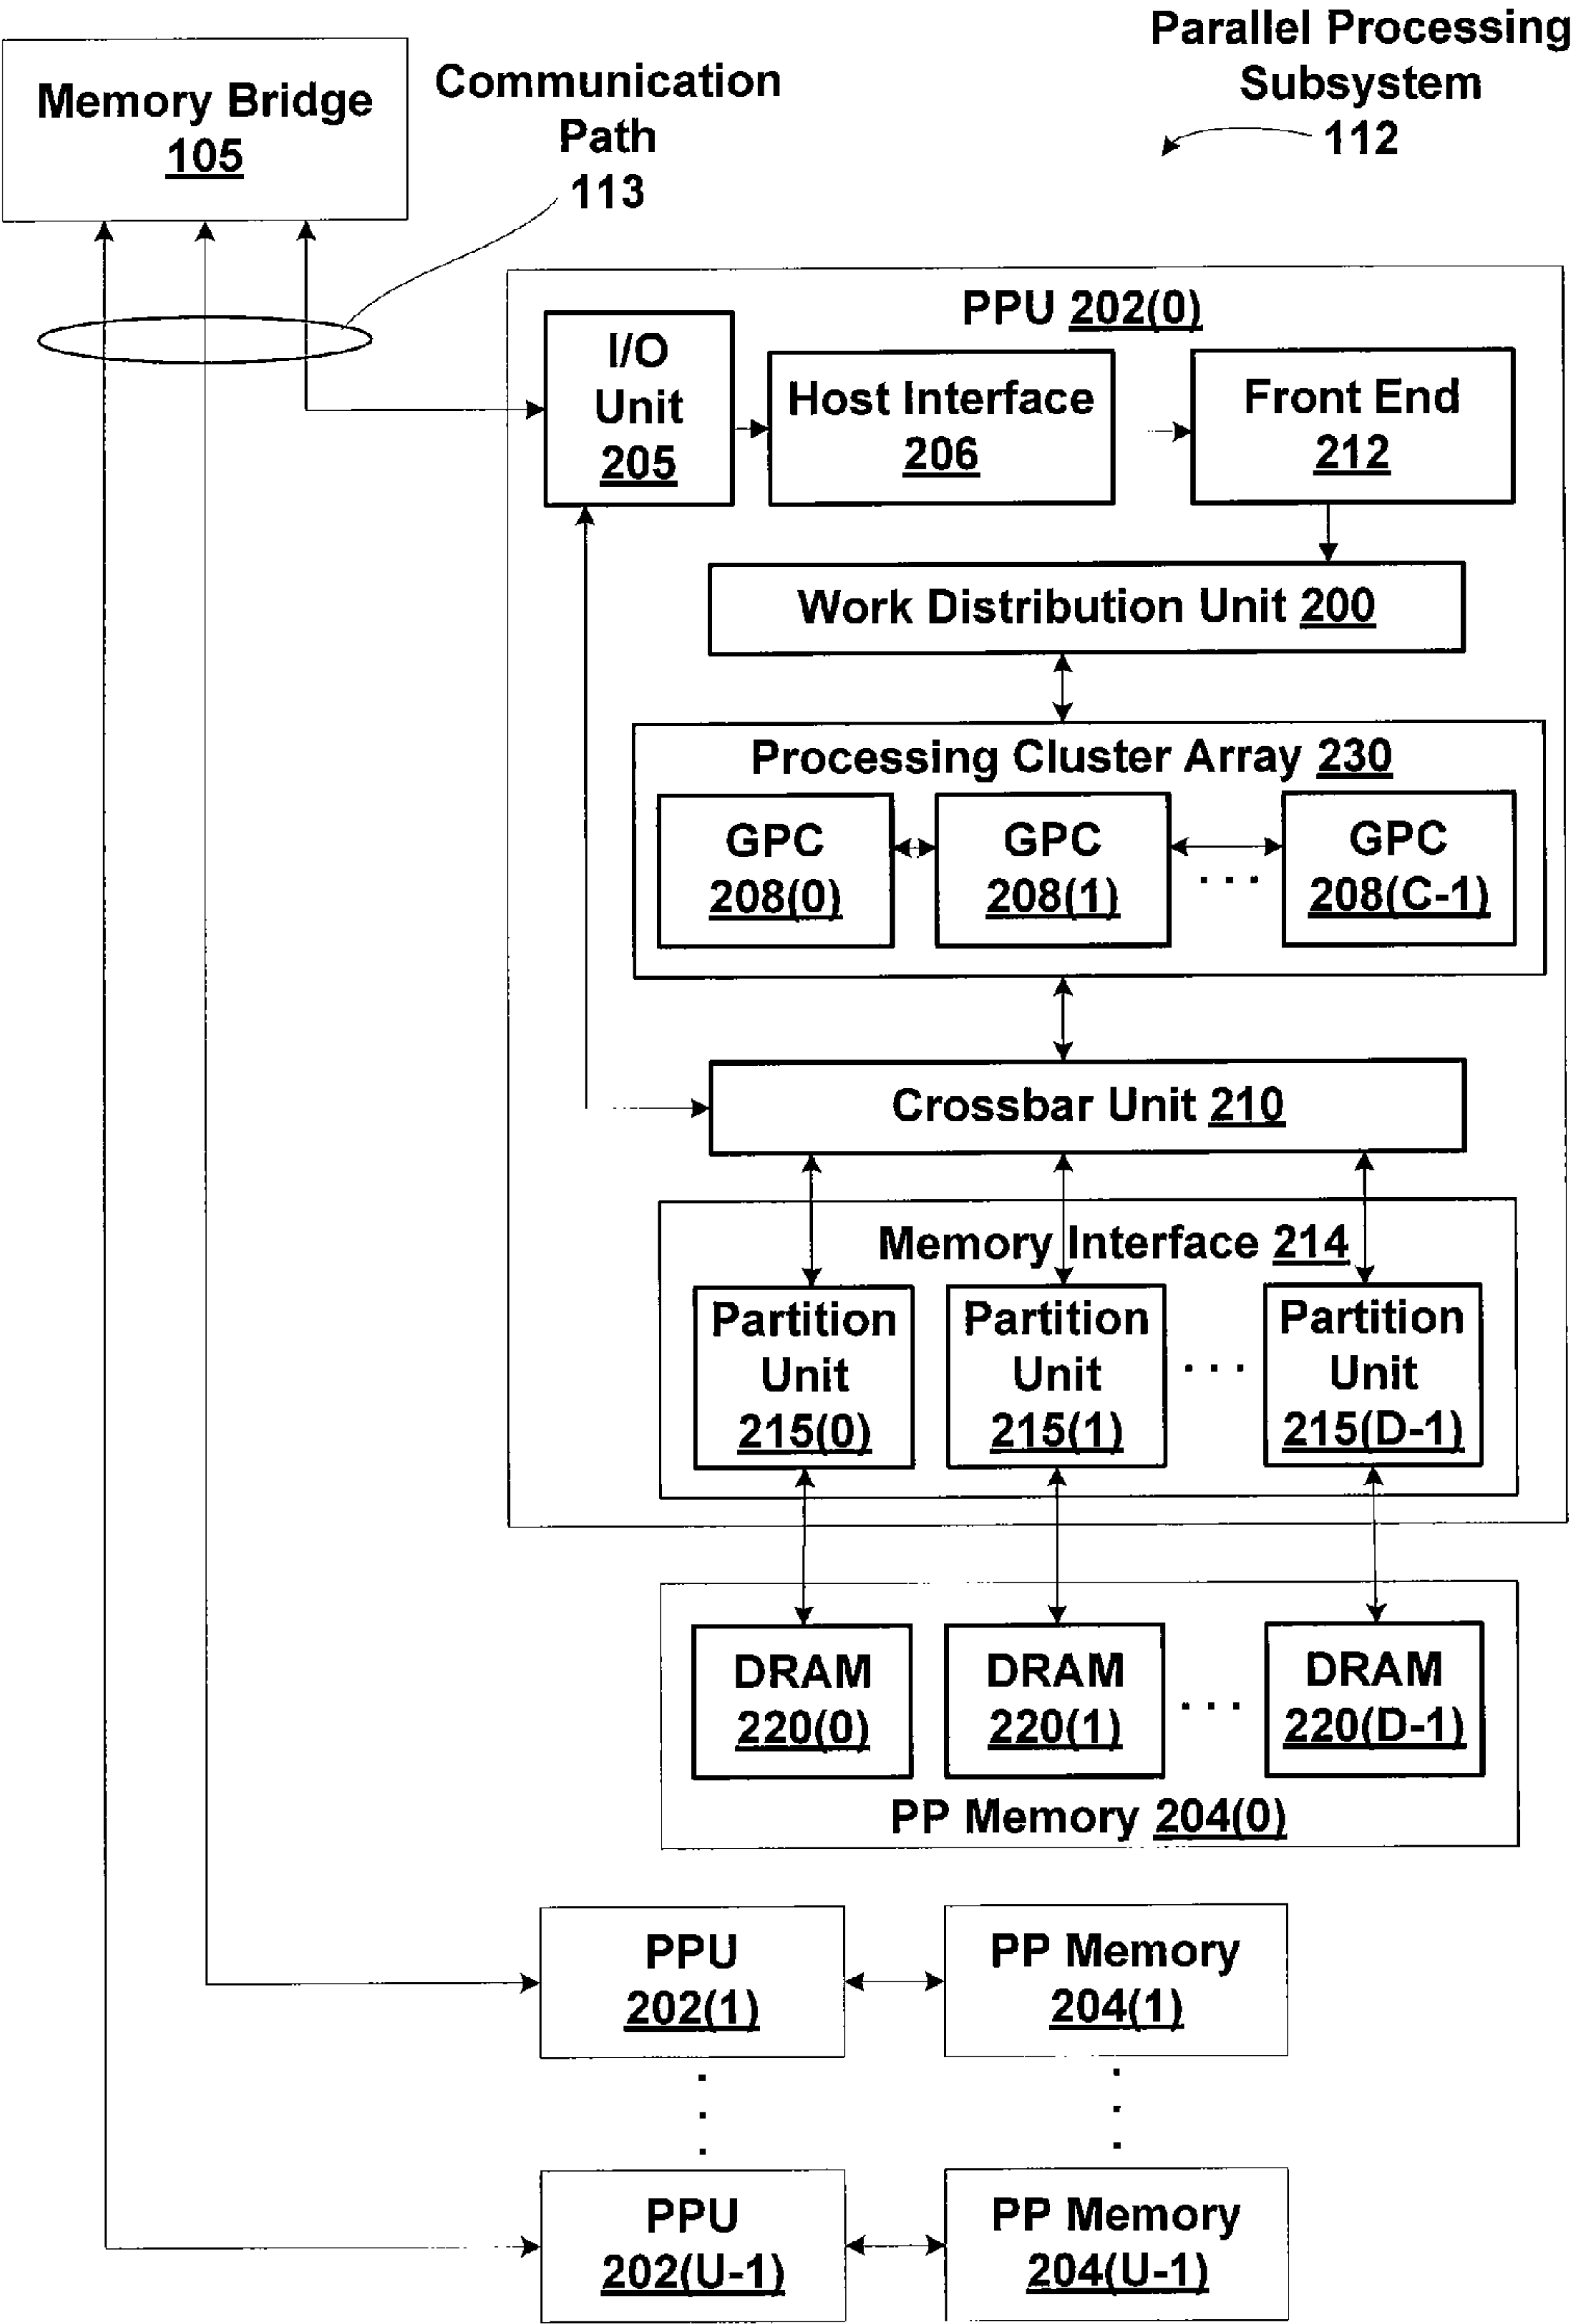 Parallel Processing
Subsystem
112
Memory Bridge
105
Communication
Path
113
PPU 202(0)
I/O
Unit
205
Host Interface
206
Front End
212
Work Distribution Unit 200
Processing Cluster Array 230
GPC
208(0)
GPC
208(1)
. . .
GPC
208(C-1)
Crossbar Unit 210
Memory Interface 214
Partition
Unit
215(0)
Partition
Unit
215(1)
. . .
Partition
Unit
215(D-1)
DRAM
220(0)
DRAM
220(1)
. . .
DRAM
220(D-1)
PP Memory 204(0)
PPU
202(1)
PP Memory
204(1)
PPU
202(U-1)
PP Memory
204(U-1)